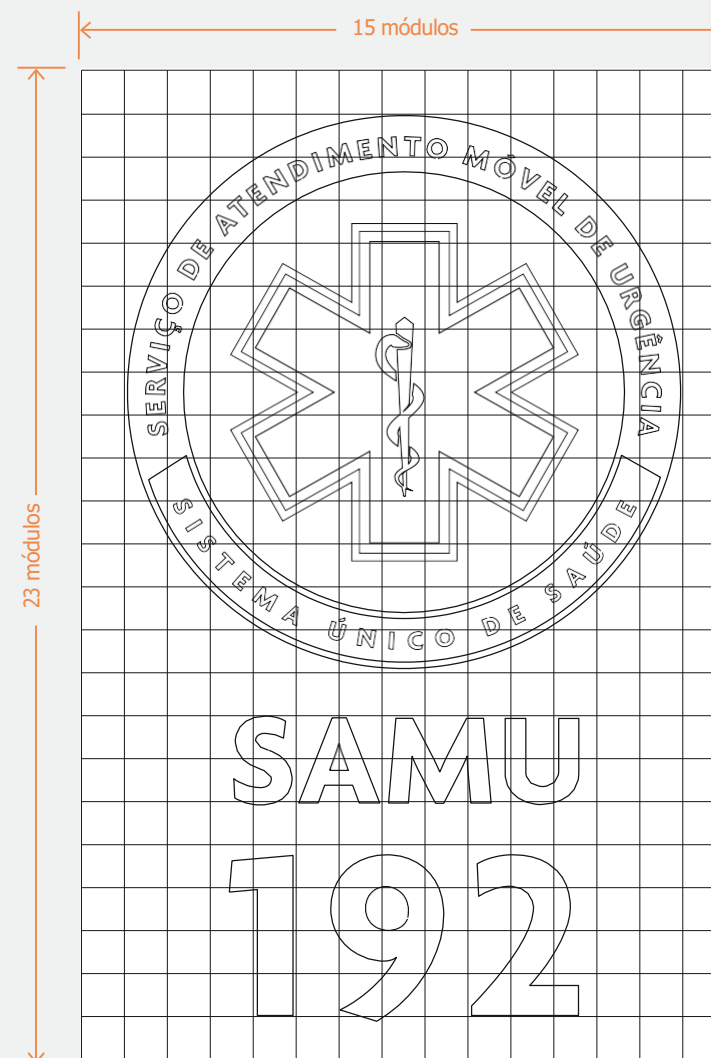 15 módulos
23 módulos
SERVIÇO DE ATENDIMENTO MÓVEL DE URGÊNCIA
SISTEMA ÚNICO DE SAÚDE
SAMU
192